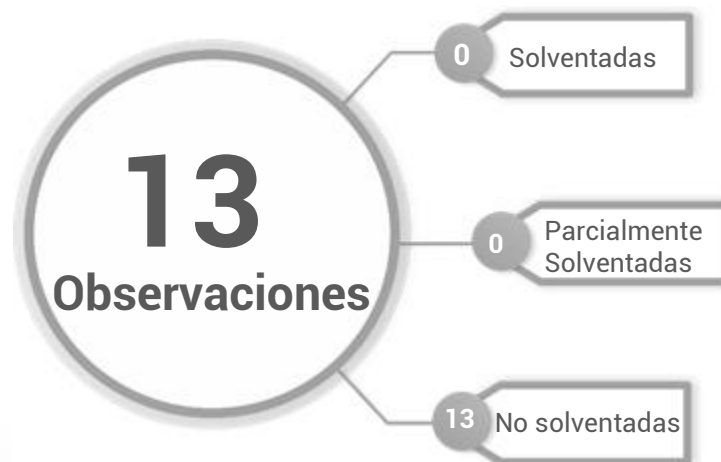 13
Observaciones
0
Solventadas
0
Parcialmente
Solventadas
13
No solventadas